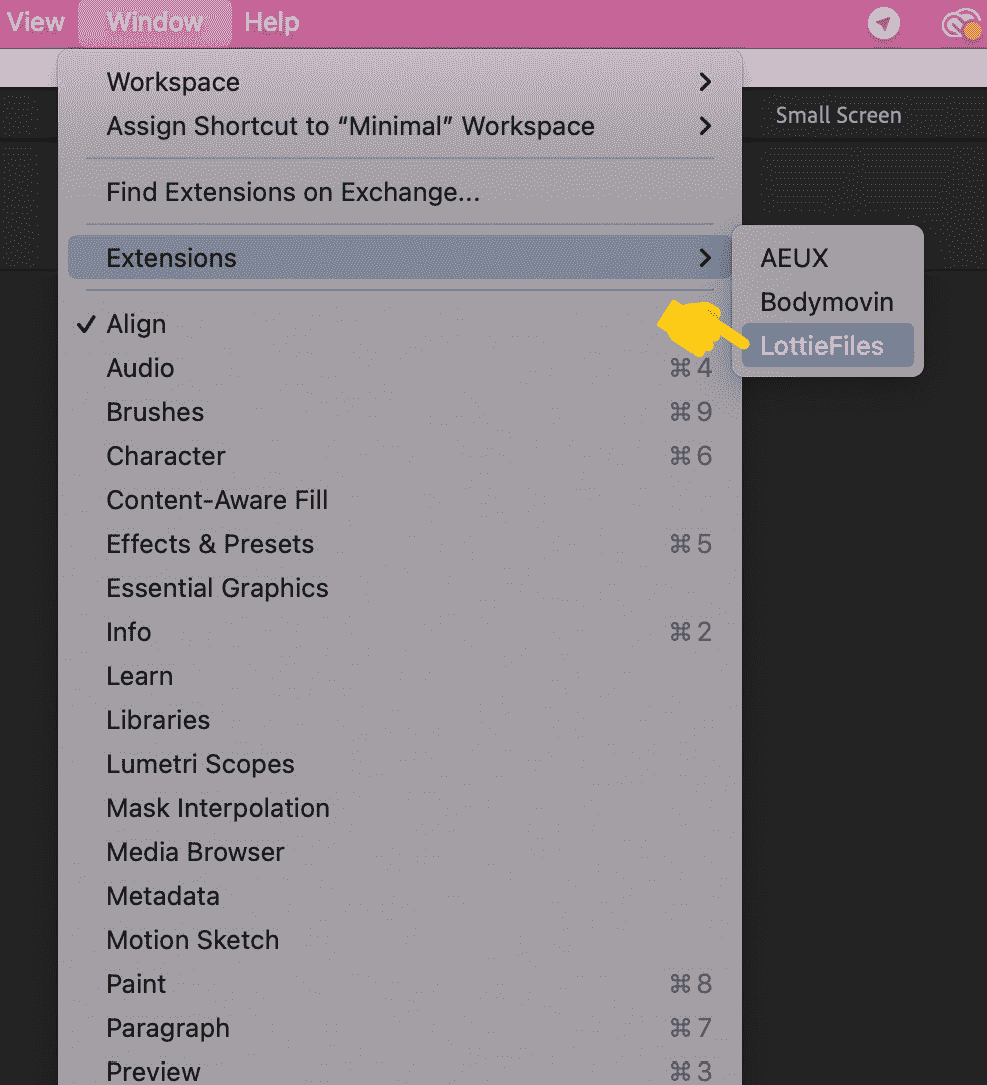 View Window Help
Small Screen
Workspace
Assign Shortcut to “Minimal” Workspace
Find Extensions on Exchange...
Extensions
AEUX
Bodymovin
LottieFiles
✓ Align
Audio ⌘4
Brushes ⌘9
Character ⌘6
Content-Aware Fill
Effects & Presets ⌘5
Essential Graphics
Info ⌘2
Learn
Libraries
Lumetri Scopes
Mask Interpolation
Media Browser
Metadata
Motion Sketch
Paint ⌘8
Paragraph ⌘7
Preview ⌘3